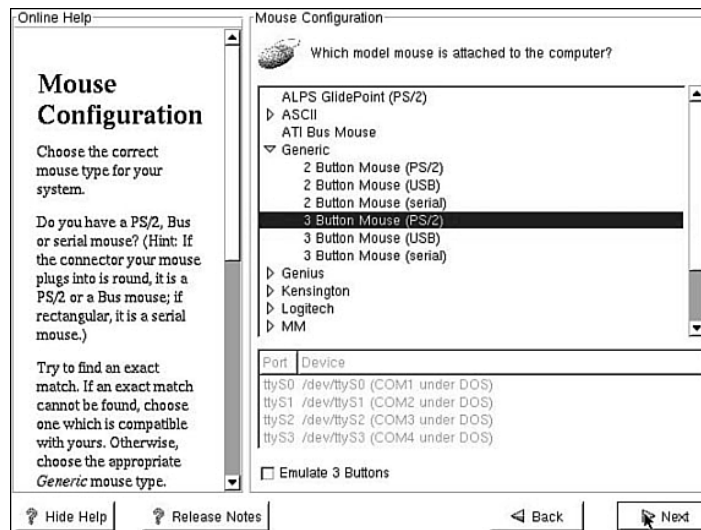 Online Help
Mouse
Configuration
Choose the correct
mouse type for your
system.
Do you have a PS/2, Bus
or serial mouse? (Hint: If
the connector your mouse
plugs into is round, it is a
PS/2 or a Bus mouse; if
rectangular, it is a serial
mouse.)
Try to find an exact
match. If an exact match
cannot be found, choose
one which is compatible
with yours. Otherwise,
choose the appropriate
Generic mouse type.
Mouse Configuration
Which model mouse is attached to the computer?
ALPS GlidePoint (PS/2)
ASCII
ATI Bus Mouse
Generic
2 Button Mouse (PS/2)
2 Button Mouse (USB)
2 Button Mouse (serial)
3 Button Mouse (PS/2)
3 Button Mouse (USB)
3 Button Mouse (serial)
Genius
Kensington
Logitech
MM
Port Device
ttyS0 /dev/ttyS0 (COM1 under DOS)
ttyS1 /dev/ttyS1 (COM2 under DOS)
ttyS2 /dev/ttyS2 (COM3 under DOS)
ttyS3 /dev/ttyS3 (COM4 under DOS)
Emulate 3 Buttons
Hide Help
Release Notes
Back
Next